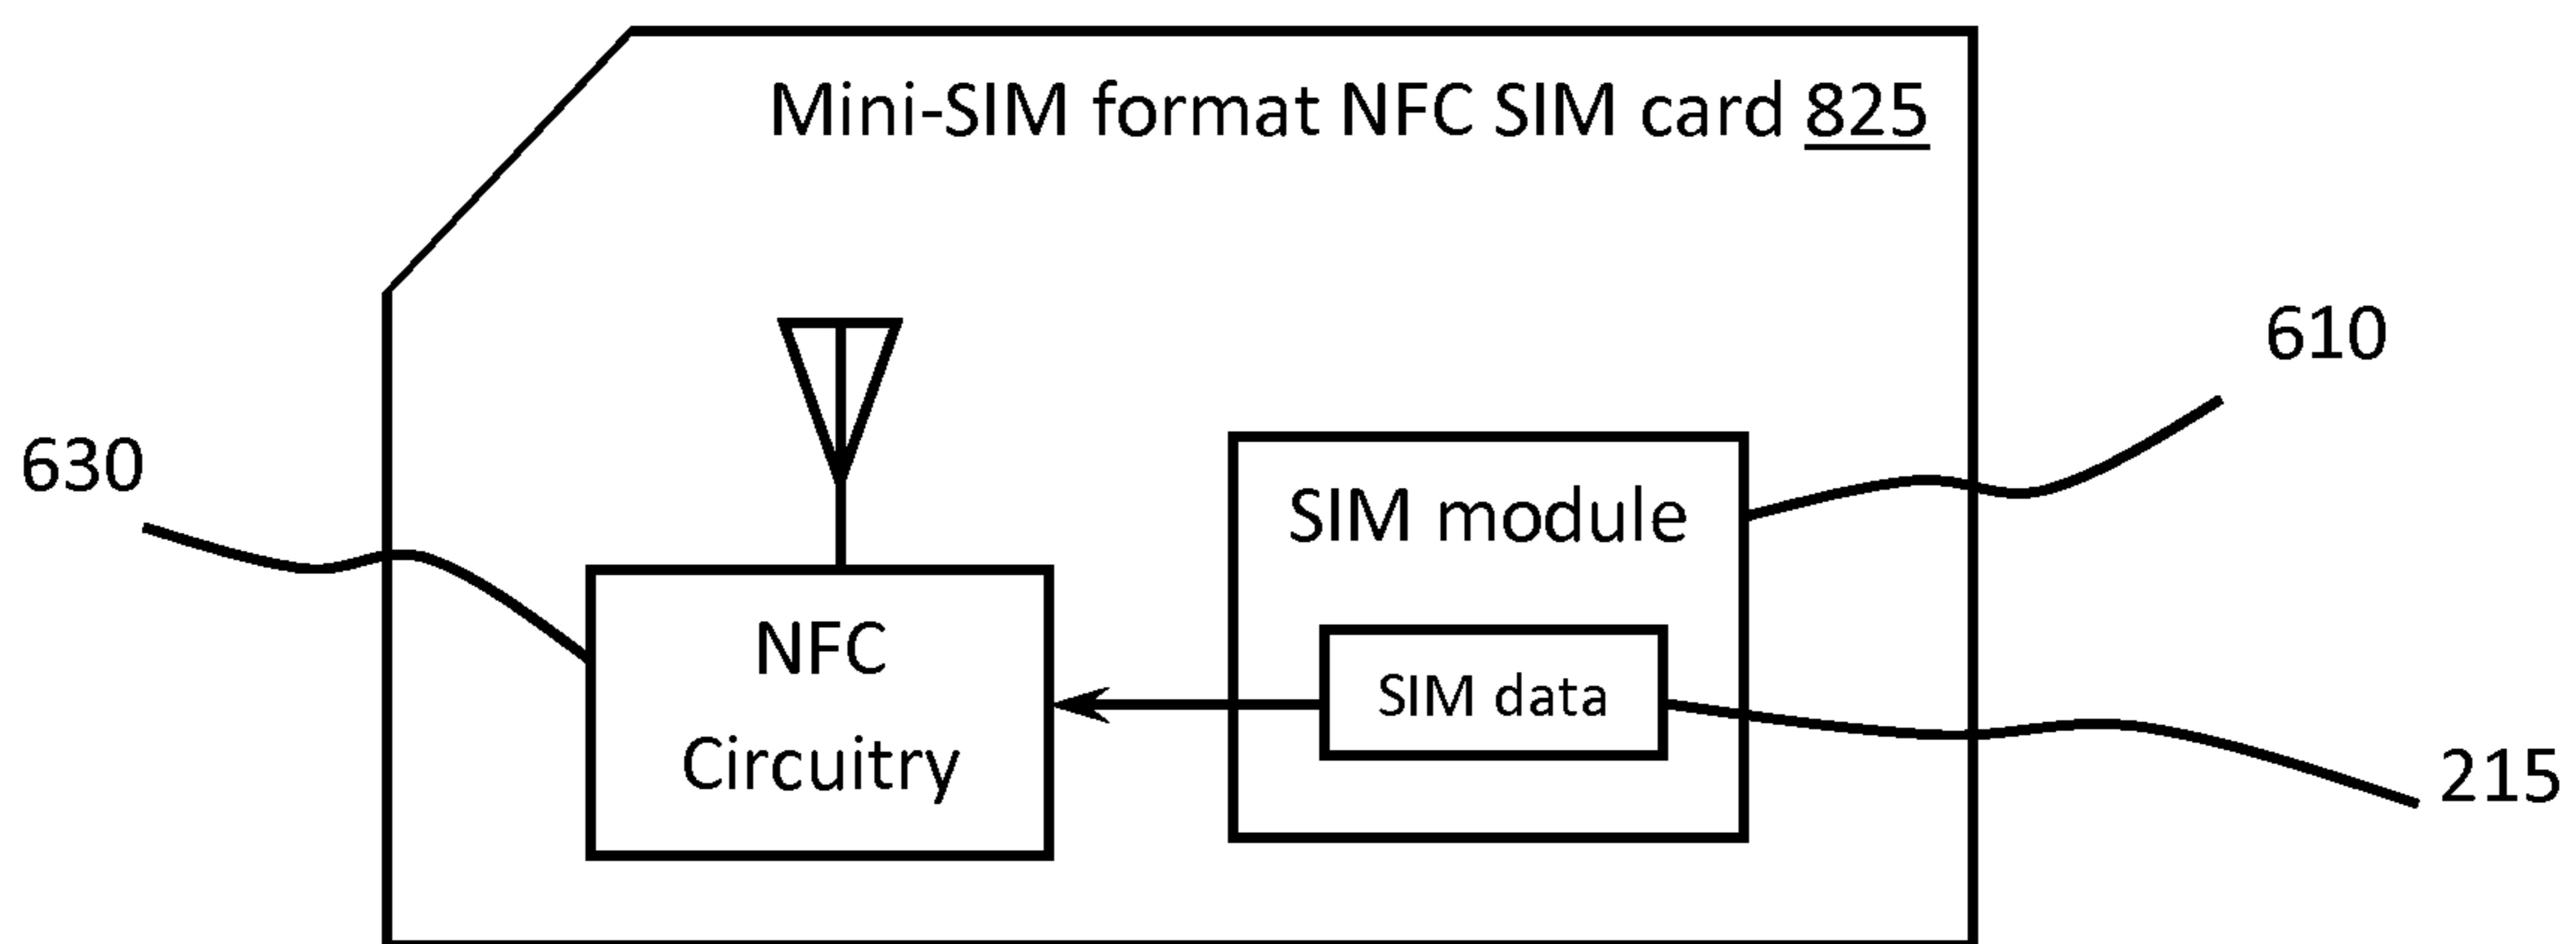 Mini-SIM format NFC SIM card 825
610
630
SIM module
NFC
Circuitry
SIM data
215